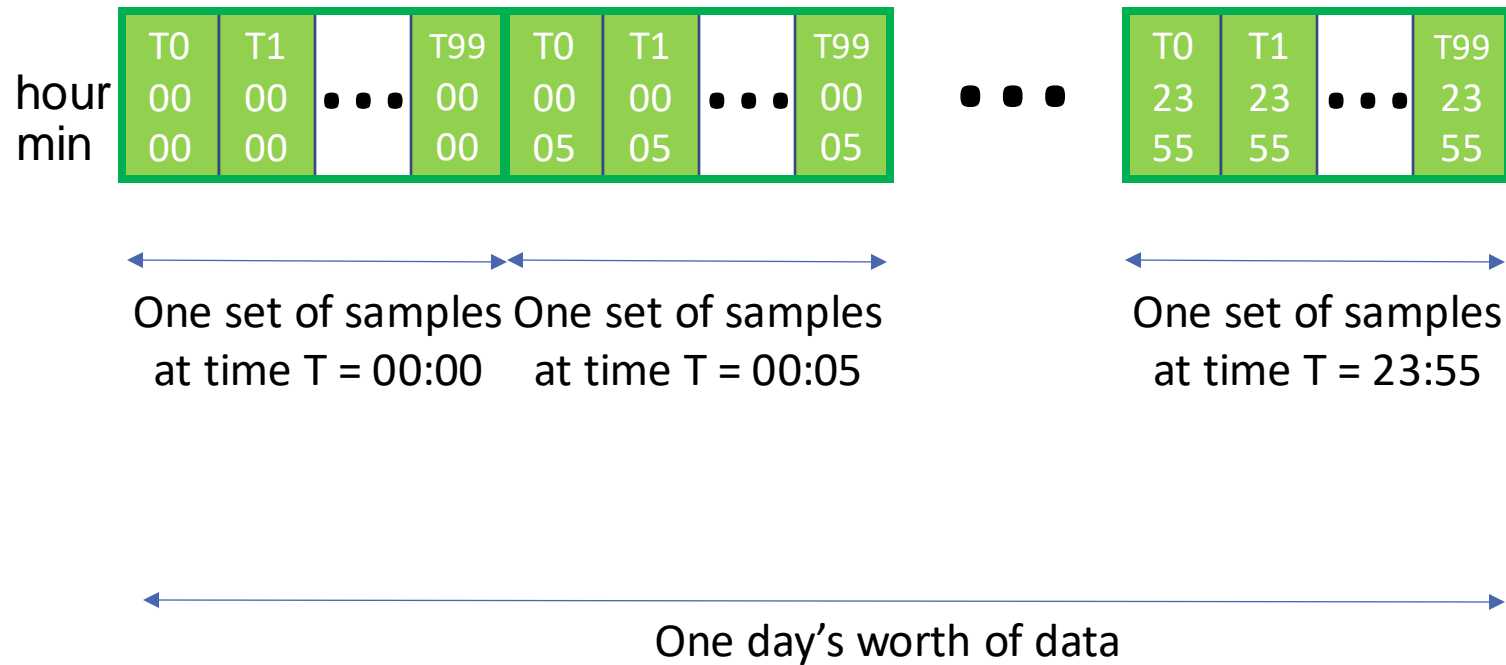 T0 T1 T99 T0 T1 T99 T0 T1 T99
hour 00 00 ... 00 00 00 ... 00 ... 23 23 ... 23
min 00 00 00 05 05 05 55 55 55
One set of samples One set of samples One set of samples
at time T = 00:00 at time T = 00:05 at time T = 23:55
One day’s worth of data